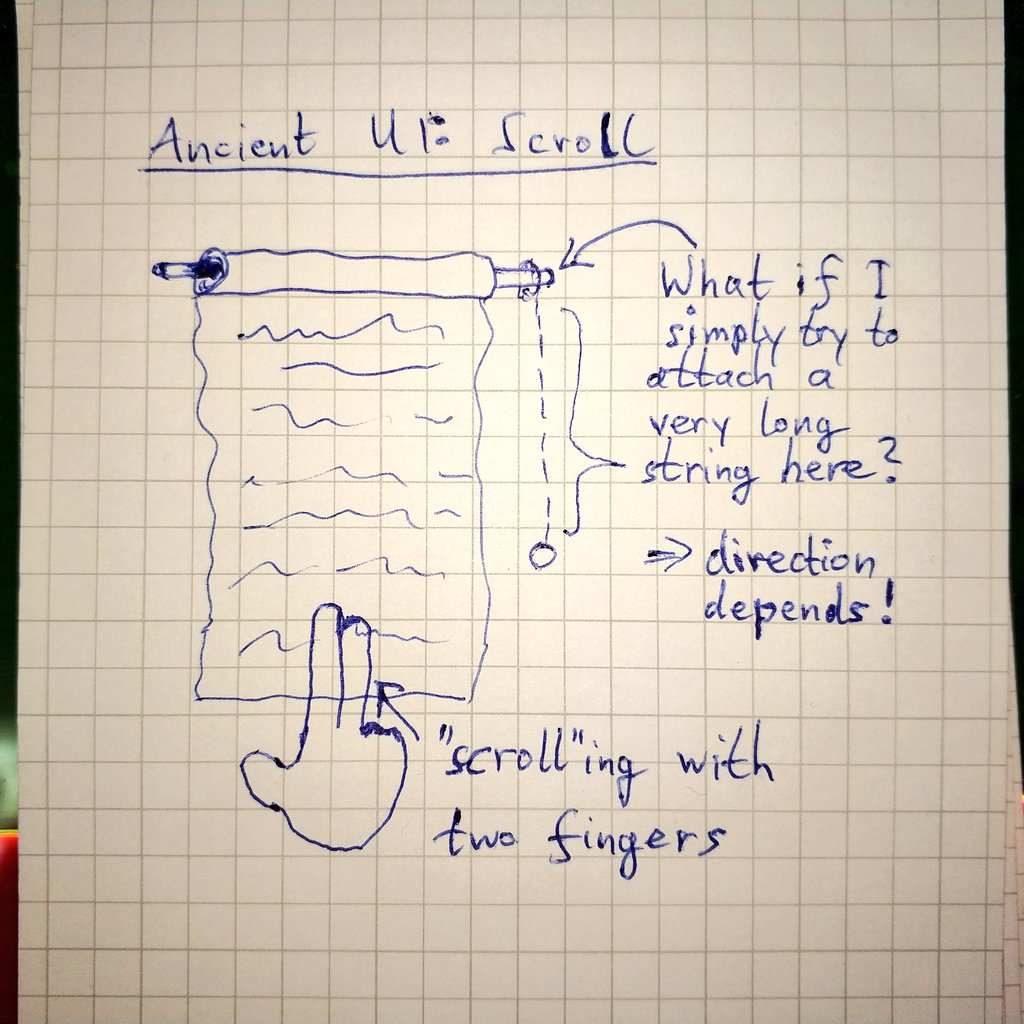 Ancient UI: Scroll
What if I
simply try to
attach a
very long
string here?
⇒ direction
depends!
"scroll"ing with
two fingers